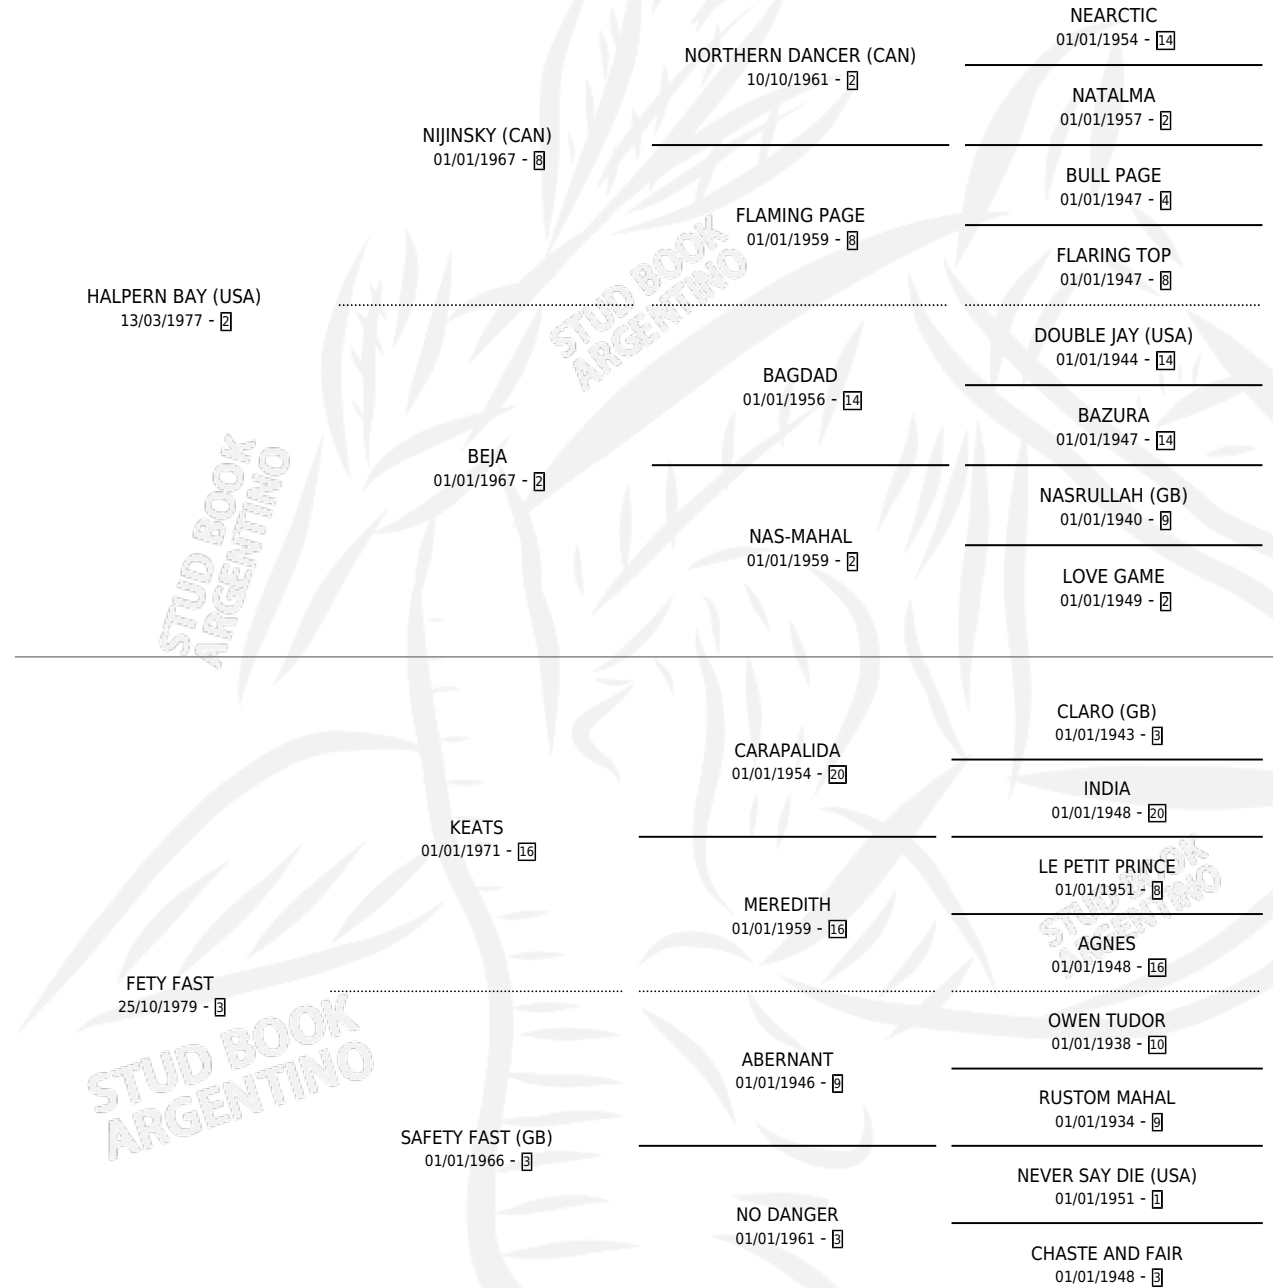 NEARCTIC
01/01/1954 - 14
NORTHERN DANCER (CAN)
10/10/1961 - 2
NATALMA
01/01/1957 - 2
NIJINSKY (CAN)
01/01/1967 - 8
BULL PAGE
01/01/1947 - 4
FLAMING PAGE
01/01/1959 - 8
FLARING TOP
01/01/1947 - 8
HALPERN BAY (USA)
13/03/1977 - 2
DOUBLE JAY (USA)
01/01/1944 - 14
BAGDAD
01/01/1956 - 14
BAZURA
01/01/1947 - 14
BEJA
01/01/1967 - 2
NASRULLAH (GB)
01/01/1940 - 9
NAS-MAHAL
01/01/1959 - 2
LOVE GAME
01/01/1949 - 2
STUD BOOK
ARGENTINO
STUD BOOK
ARGENTINO
CLARO (GB)
01/01/1943 - 3
CARAPALIDA
01/01/1954 - 20
INDIA
01/01/1948 - 20
KEATS
01/01/1971 - 16
LE PETIT PRINCE
01/01/1951 - 8
MEREDITH
01/01/1959 - 16
AGNES
01/01/1948 - 16
FETY FAST
25/10/1979 - 3
OWEN TUDOR
01/01/1938 - 10
ABERNANT
01/01/1946 - 9
RUSTOM MAHAL
01/01/1934 - 9
SAFETY FAST (GB)
01/01/1966 - 3
NEVER SAY DIE (USA)
01/01/1951 - 1
NO DANGER
01/01/1961 - 3
CHASTE AND FAIR
01/01/1948 - 3
STUD BOOK
ARGENTINO
STUD BOOK
ARGENTINO